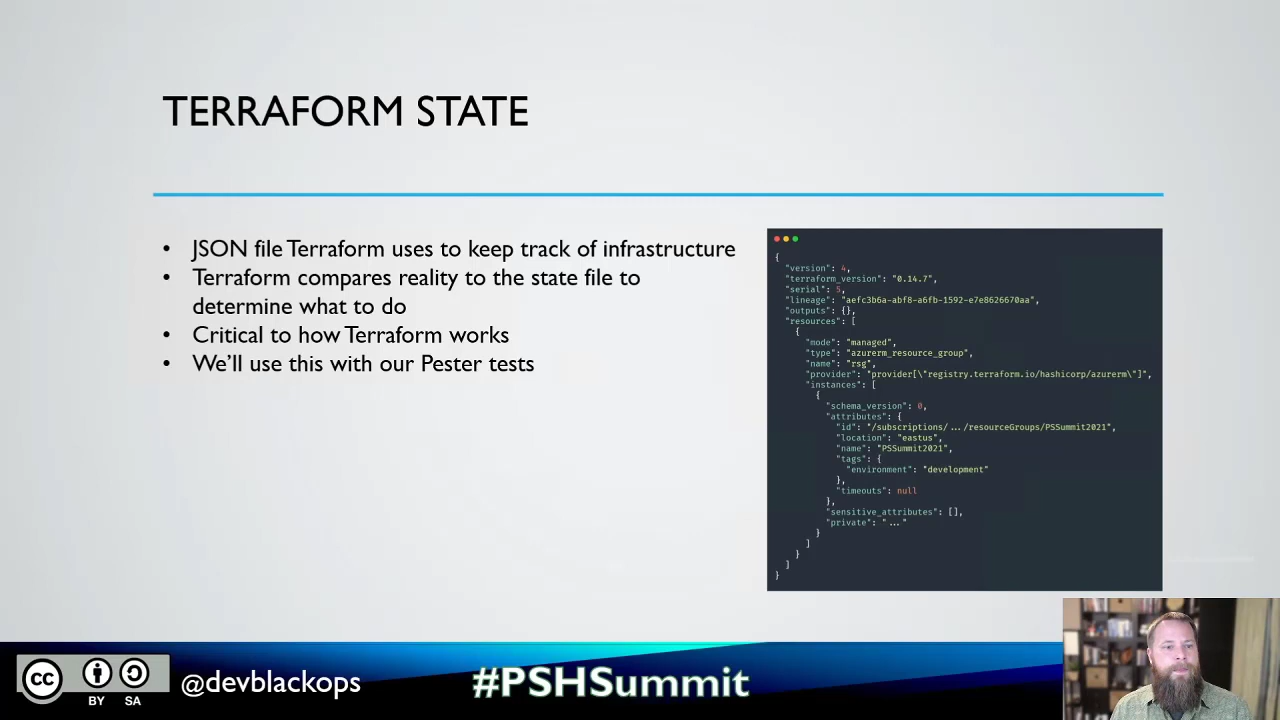 TERRAFORM STATE
• JSON file Terraform uses to keep track of infrastructure
• Terraform compares reality to the state file to
determine what to do
• Critical to how Terraform works
• We'll use this with our Pester tests
{
"version": 4,
"terraform_version": "0.14.7",
"serial": 5,
"lineage": "aefc3b6a-abf8-a6fb-1592-e7e8626670aa",
"outputs": {},
"resources": [
{
"mode": "managed",
"type": "azurerm_resource_group",
"name": "rsg",
"provider": "provider[\"registry.terraform.io/hashicorp/azurerm\"]",
"instances": [
{
"schema_version": 0,
"attributes": {
"id": "/subscriptions/ ... /resourceGroups/PSSummit2021",
"location": "eastus",
"name": "PSSummit2021",
"tags": {
"environment": "development"
},
"timeouts": null
},
"sensitive_attributes": [],
"private": " ... "
}
]
}
]
}
cc BY SA
@devblackops
#PSHSummit